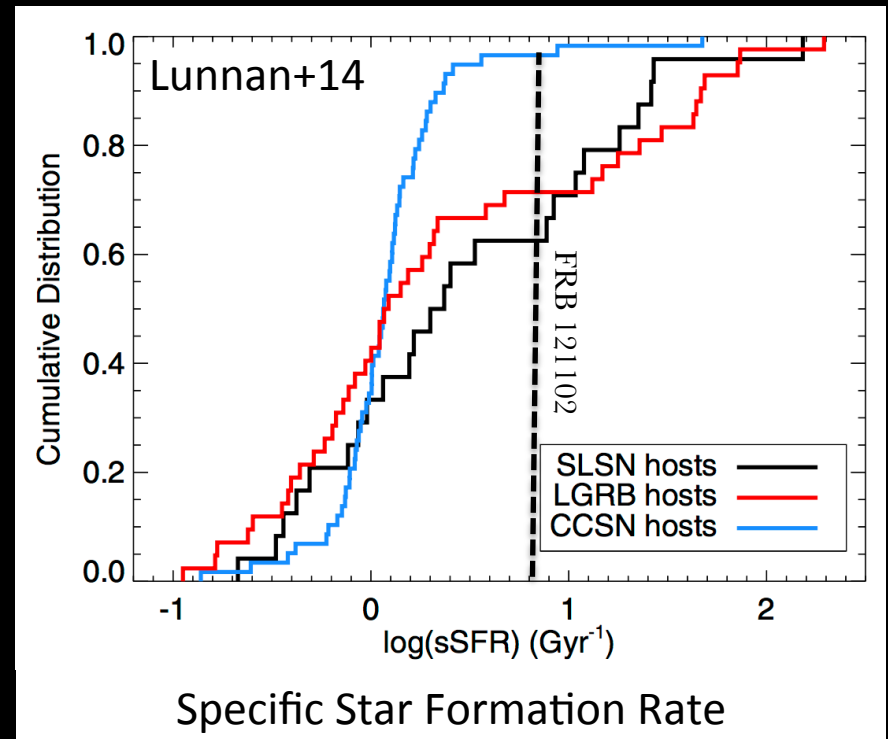 Lunnan+14
1.0
0.8
0.6
0.4
0.2
0.0
Cumulative Distribution
FRB 121102
SLSN hosts
LGRB hosts
CCSN hosts
-1 0 1 2
log(sSFR) (Gyr⁻¹)
Specific Star Formation Rate